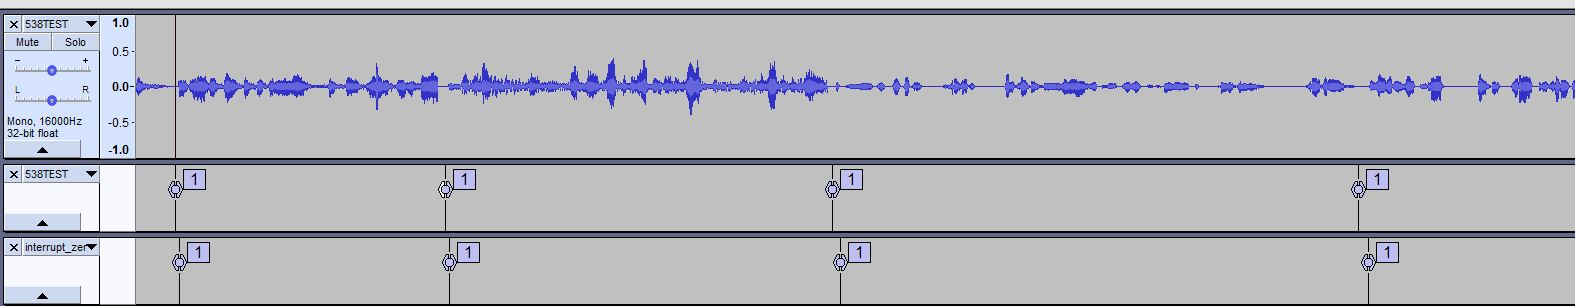 538TEST
Mute Solo
- +
L R
Mono, 16000Hz
32-bit float
1.0
0.5
0.0
-0.5
-1.0
538TEST
1 1 1 1
interrupt_zer
1 1 1 1